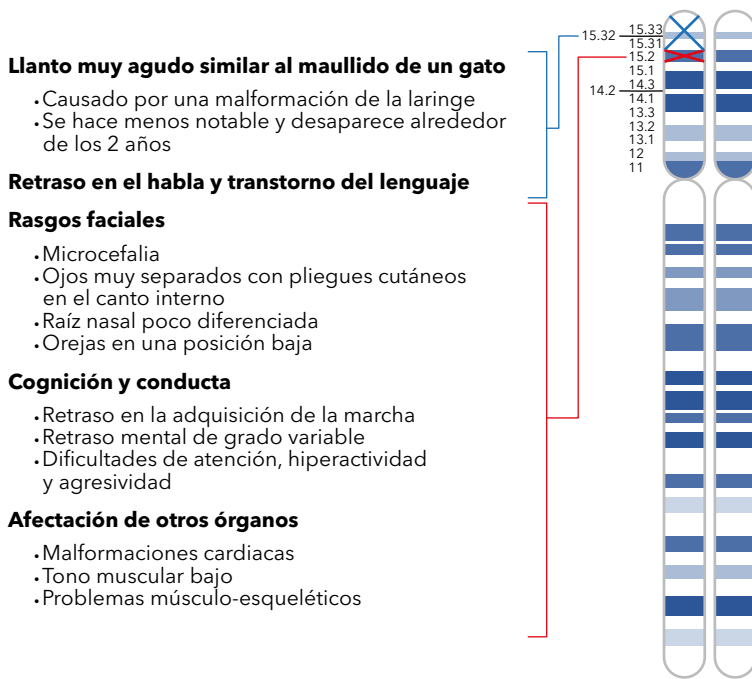 Llanto muy agudo similar al maullido de un gato
•Causado por una malformación de la laringe
•Se hace menos notable y desaparece alrededor
de los 2 años
Retraso en el habla y transtorno del lenguaje
Rasgos faciales
•Microcefalia
•Ojos muy separados con pliegues cutáneos
en el canto interno
•Raíz nasal poco diferenciada
•Orejas en una posición baja
Cognición y conducta
•Retraso en la adquisición de la marcha
•Retraso mental de grado variable
•Dificultades de atención, hiperactividad
y agresividad
Afectación de otros órganos
•Malformaciones cardiacas
•Tono muscular bajo
•Problemas músculo-esqueléticos
15.33
15.32
15.31
15.2
15.1
14.3
14.2
14.1
13.3
13.2
13.1
12
11